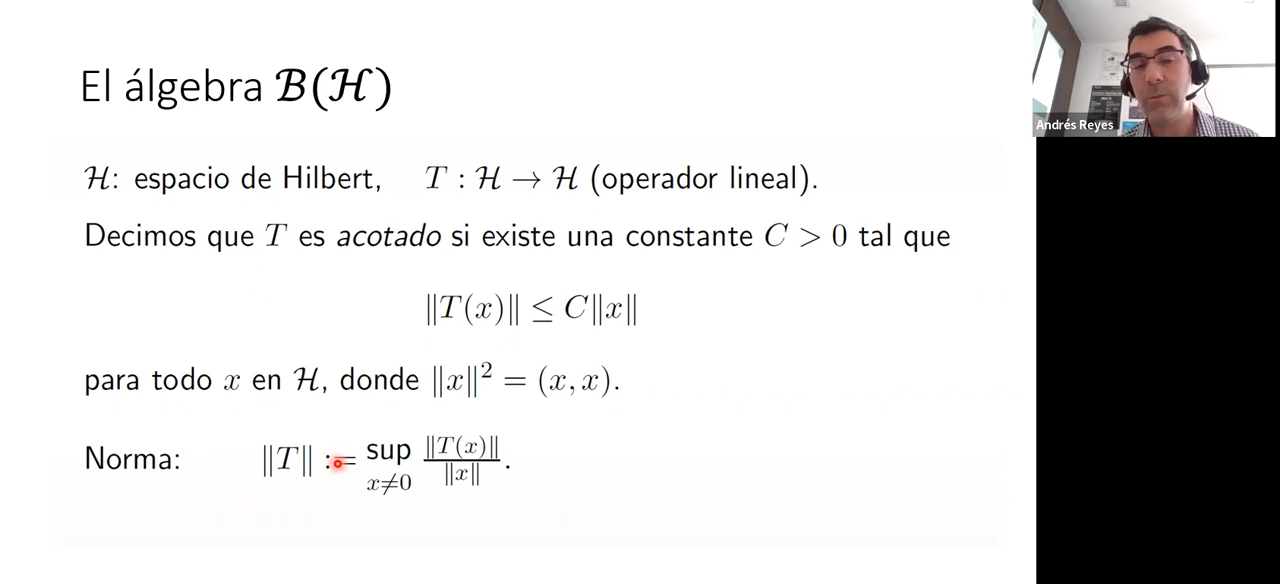 El álgebra 𝓑(𝓗)
𝓗: espacio de Hilbert, T : 𝓗 → 𝓗 (operador lineal).
Decimos que T es acotado si existe una constante C > 0 tal que
‖T(x)‖ ≤ C‖x‖
para todo x en 𝓗, donde ‖x‖² = (x, x).
Norma: ‖T‖ := sup x≠0 ‖T(x)‖ / ‖x‖.
Andrés Reyes